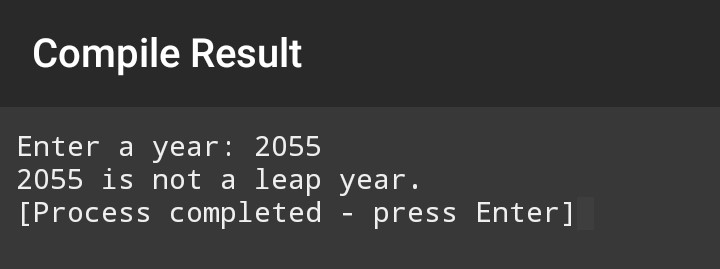 Compile Result
Enter a year: 2055
2055 is not a leap year.
[Process completed - press Enter]